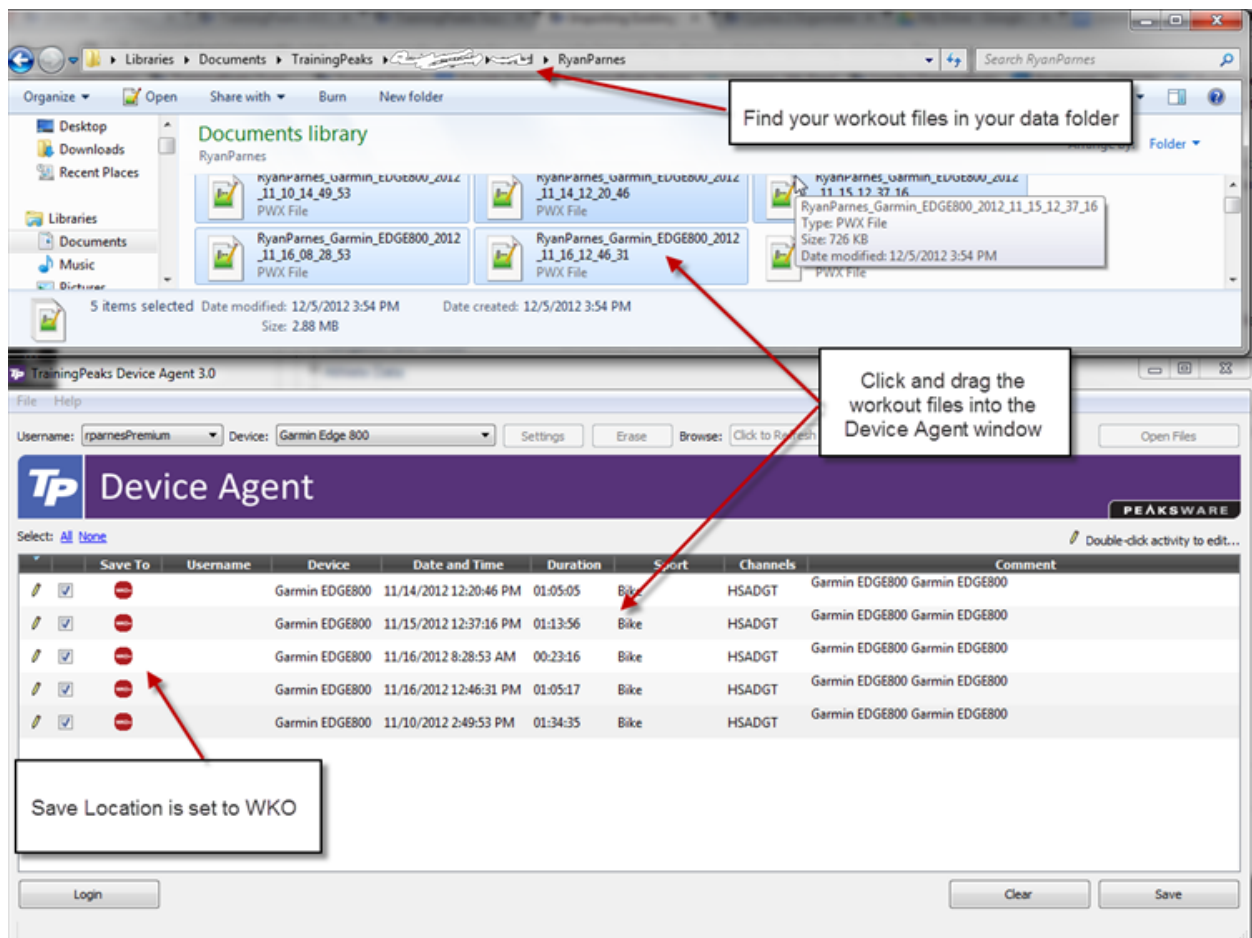 Libraries ▸ Documents ▸ TrainingPeaks ▸ RyanParnes
Search RyanParnes
Organize
Open
Share with
Burn
New folder
Find your workout files in your data folder
Desktop
Downloads
Recent Places
Libraries
Documents
Music
Pictures
Documents library
RyanParnes
Folder
RyanParnes_Garmin_EDGE800_2012
_11_10_14_49_53
PWX File
RyanParnes_Garmin_EDGE800_2012
_11_14_12_20_46
PWX File
RyanParnes_Garmin_EDGE800_2012
_11_15_12_37_16
RyanParnes_Garmin_EDGE800_2012_11_15_12_37_16
Type: PWX File
Size: 726 KB
Date modified: 12/5/2012 3:54 PM
RyanParnes_Garmin_EDGE800_2012
_11_16_08_28_53
PWX File
RyanParnes_Garmin_EDGE800_2012
_11_16_12_46_31
PWX File
PWX File
5 items selected Date modified: 12/5/2012 3:54 PM Date created: 12/5/2012 3:54 PM
Size: 2.88 MB
TrainingPeaks Device Agent 3.0
File Help
Click and drag the
workout files into the
Device Agent window
Username: rparnesPremium Device: Garmin Edge 800 Settings Erase Browse: Click to Refresh Open Files
TP Device Agent
PEAKSWARE
Select: All None
Double-click activity to edit...
Save To Username Device Date and Time Duration Sport Channels Comment
Garmin EDGE800 11/14/2012 12:20:46 PM 01:05:05 Bike HSADGT Garmin EDGE800 Garmin EDGE800
Garmin EDGE800 11/15/2012 12:37:16 PM 01:13:56 Bike HSADGT Garmin EDGE800 Garmin EDGE800
Garmin EDGE800 11/16/2012 8:28:53 AM 00:23:16 Bike HSADGT Garmin EDGE800 Garmin EDGE800
Garmin EDGE800 11/16/2012 12:46:31 PM 01:05:17 Bike HSADGT Garmin EDGE800 Garmin EDGE800
Garmin EDGE800 11/10/2012 2:49:53 PM 01:34:35 Bike HSADGT Garmin EDGE800 Garmin EDGE800
Save Location is set to WKO
Login Clear Save